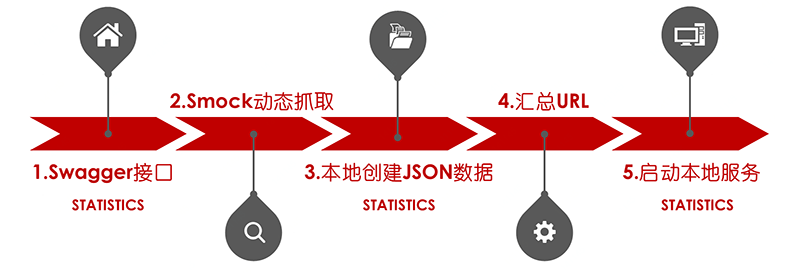 1.Swagger接口
STATISTICS
2.Smock动态抓取
3.本地创建JSON数据
STATISTICS
4.汇总URL
5.启动本地服务
STATISTICS